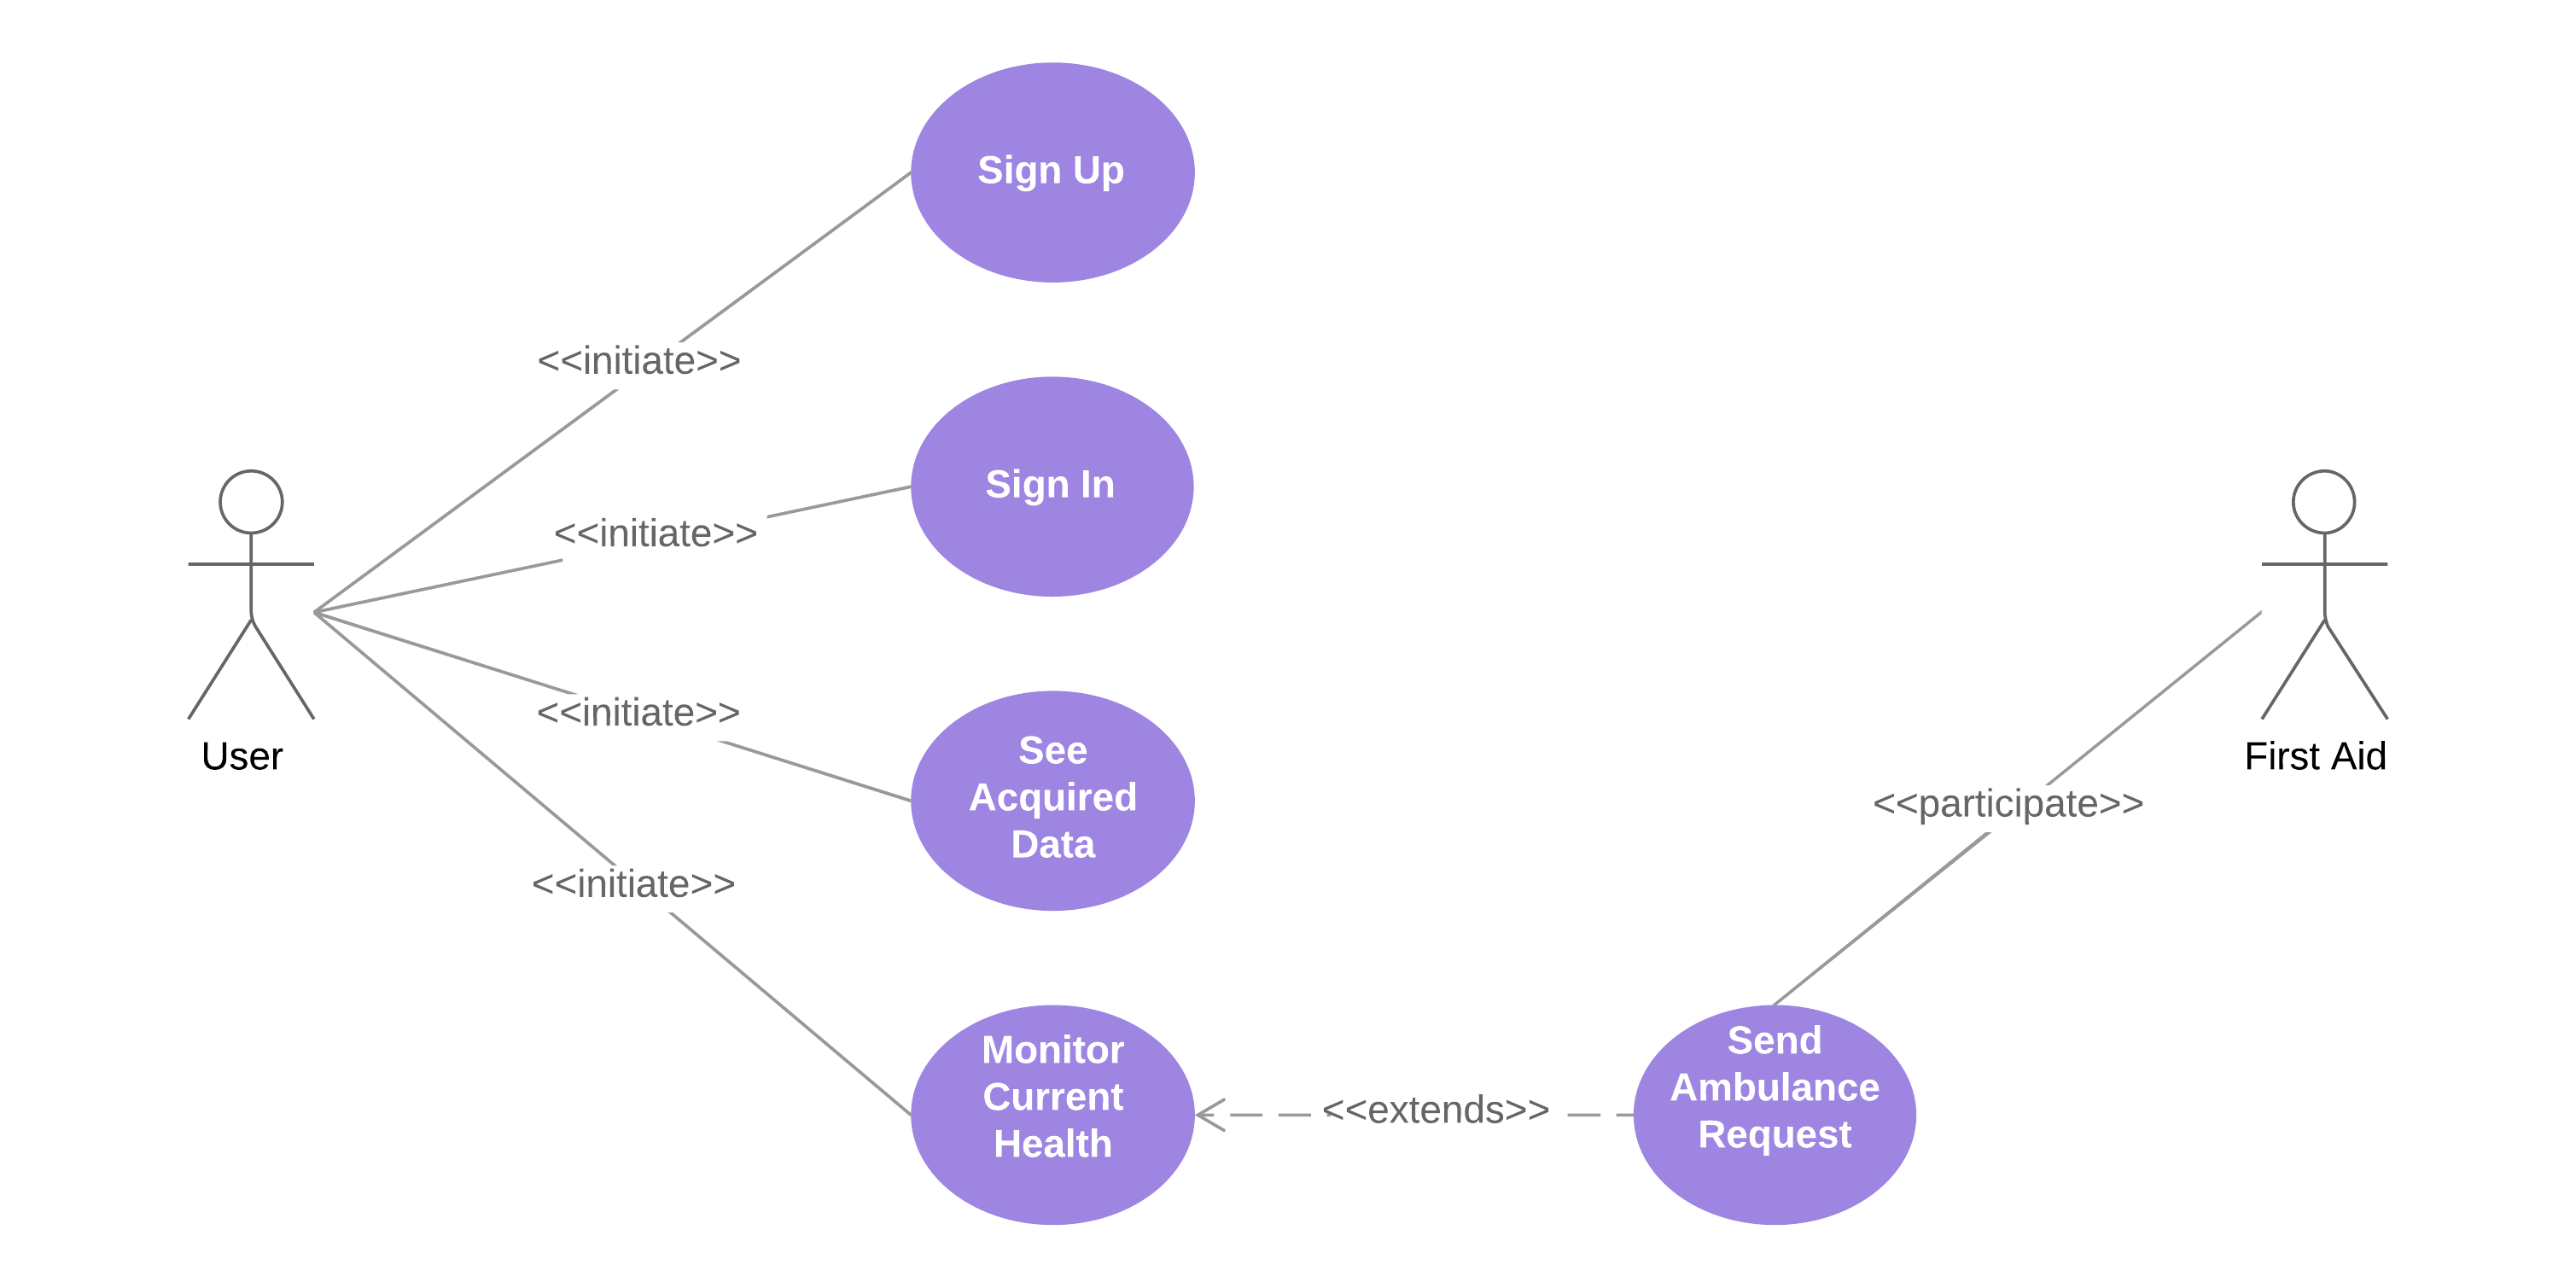 Sign Up
<<initiate>>
Sign In
<<initiate>>
<<initiate>>
See
Acquired
Data
User
First Aid
<<participate>>
<<initiate>>
Monitor
Current
Health
<<extends>>
Send
Ambulance
Request